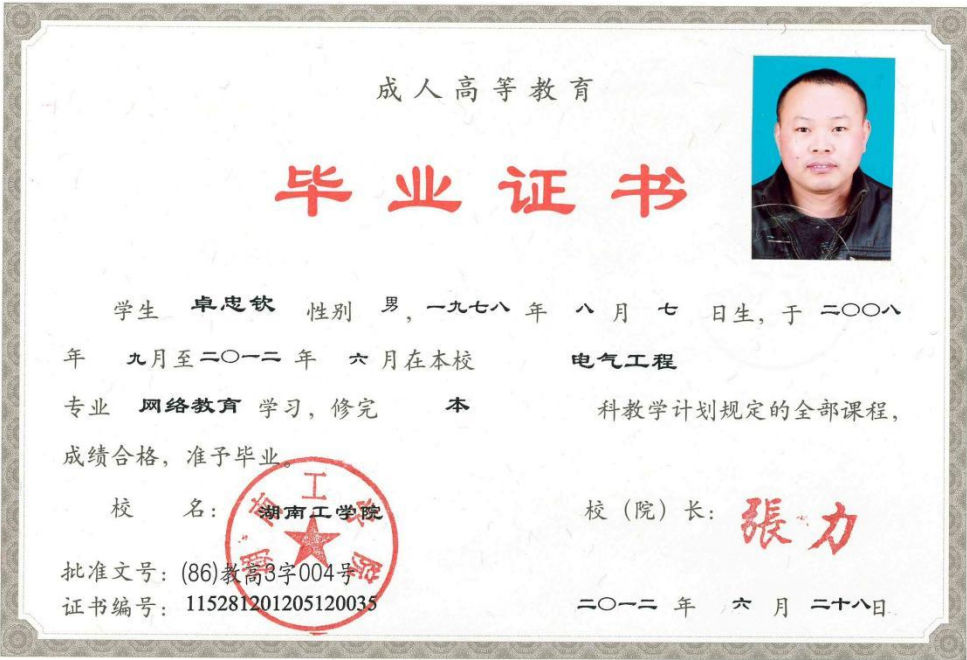 成人高等教育
毕业证书
学生 卓忠钦 性别 男，一九七八 年 八 月 七 日生，于 二〇〇八
年 九月至二〇一二 年 六 月在本校 电气工程
专业 网络教育 学习，修完 本 科教学计划规定的全部课程，
成绩合格，准予毕业。
校 名：湖南工学院 校（院）长：張力
湖南工学院
批准文号：(86)教高3字004号
证书编号：115281201205120035 二〇一二 年 六 月 二十八日